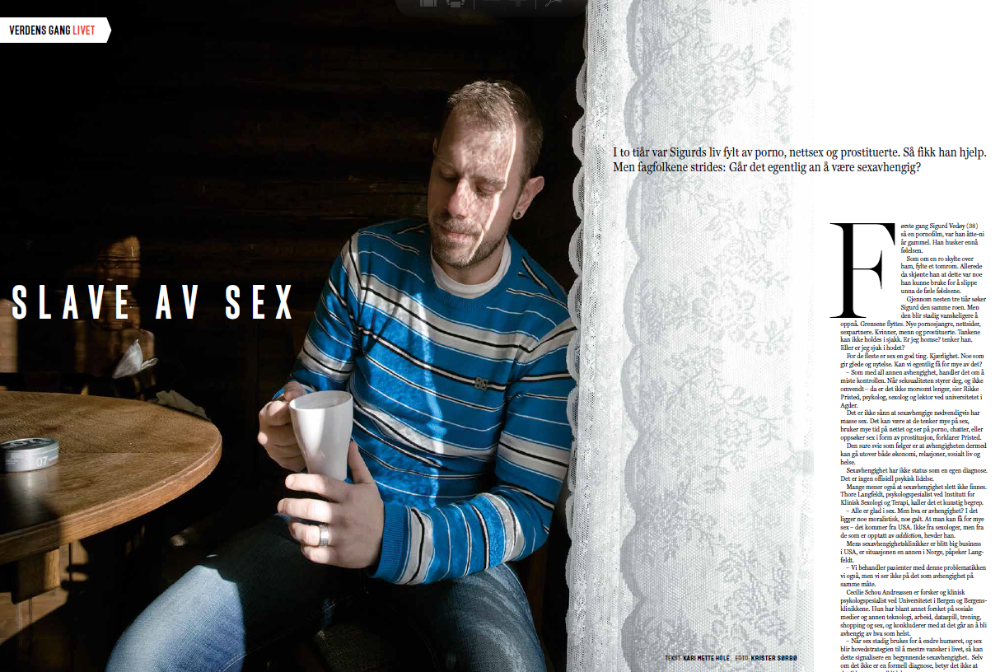 VERDENS GANG LIVET
SLAVE AV SEX
07
I to tiår var Sigurds liv fylt av porno, nettsex og prostituerte. Så fikk han hjelp.
Men fagfolkene strides: Går det egentlig an å være sexavhengig?
Første gang Sigurd Vedøy (38)
så en pornofilm, var han åtte-ni
år gammel. Han husker ennå
følelsen.
Som om en ro skylte over
ham, fylte et tomrom. Allerede
da skjønte han at dette var noe
han kunne bruke for å slippe
unna de fæle følelsene.
Gjennom nesten tre tiår søker
Sigurd den samme roen. Men
den blir stadig vanskeligere å
oppnå. Grensene flyttes. Nye pornosjangre, nettsider,
sexpartnere. Kvinner, menn og prostituerte. Tankene
kan ikke holdes i sjakk. Er jeg homse? tenker han.
Eller er jeg sjuk i hodet?
For de fleste er sex en god ting. Kjærlighet. Noe som
gir glede og nytelse. Kan vi egentlig få for mye av det?
– Som med all annen avhengighet, handler det om å
miste kontrollen. Når seksualiteten styrer deg, og ikke
omvendt – da er det ikke morsomt lenger, sier Rikke
Pristed, psykolog, sexolog og lektor ved universitetet i
Agder.
Det er ikke sånn at sexavhengige nødvendigvis har
masse sex. Det kan være at de tenker mye på sex,
bruker mye tid på nettet og ser på porno, chatter, eller
oppsøker sex i form av prostitusjon, forklarer Pristed.
Den sure svie som følger er at avhengigheten dermed
kan gå utover både økonomi, relasjoner, sosialt liv og
helse.
Sexavhengighet har ikke status som en egen diagnose.
Det er ingen offisiell psykisk lidelse.
Mange mener også at sexavhengighet slett ikke finnes.
Thore Langfeldt, psykologspesialist ved Institutt for
Klinisk Sexologi og Terapi, kaller det et kunstig begrep.
– Alle er glad i sex. Men hva er avhengighet? I det
ligger noe moralistisk, noe galt. At man kan få for mye
sex – det kommer fra USA. Ikke fra sexologer, men fra
de som er opptatt av addiction, hevder han.
Mens sexavhengighetsklinikker er blitt big business
i USA, er situasjonen en annen i Norge, påpeker Lang-
feldt.
– Vi behandler pasienter med denne problematikken
vi også, men vi ser ikke på det som avhengighet på
samme måte.
Cecilie Schou Andreassen er forsker og klinisk
psykologspesialist ved Universitetet i Bergen og Bergens-
klinikkene. Hun har blant annet forsket på sosiale
medier og annen teknologi, arbeid, dataspill, trening,
shopping og sex, og konkluderer med at det går an å bli
avhengig av hva som helst.
– Når sex stadig brukes for å endre humøret, og sex
blir hovedstrategien til å mestre vansker i livet, så kan
dette signalisere en begynnende sexavhengighet. Selv
om det ikke er en formell diagnose, betyr det ikke at
TEKST: KARI METTE HOLE FOTO: KRISTER SØRBØ